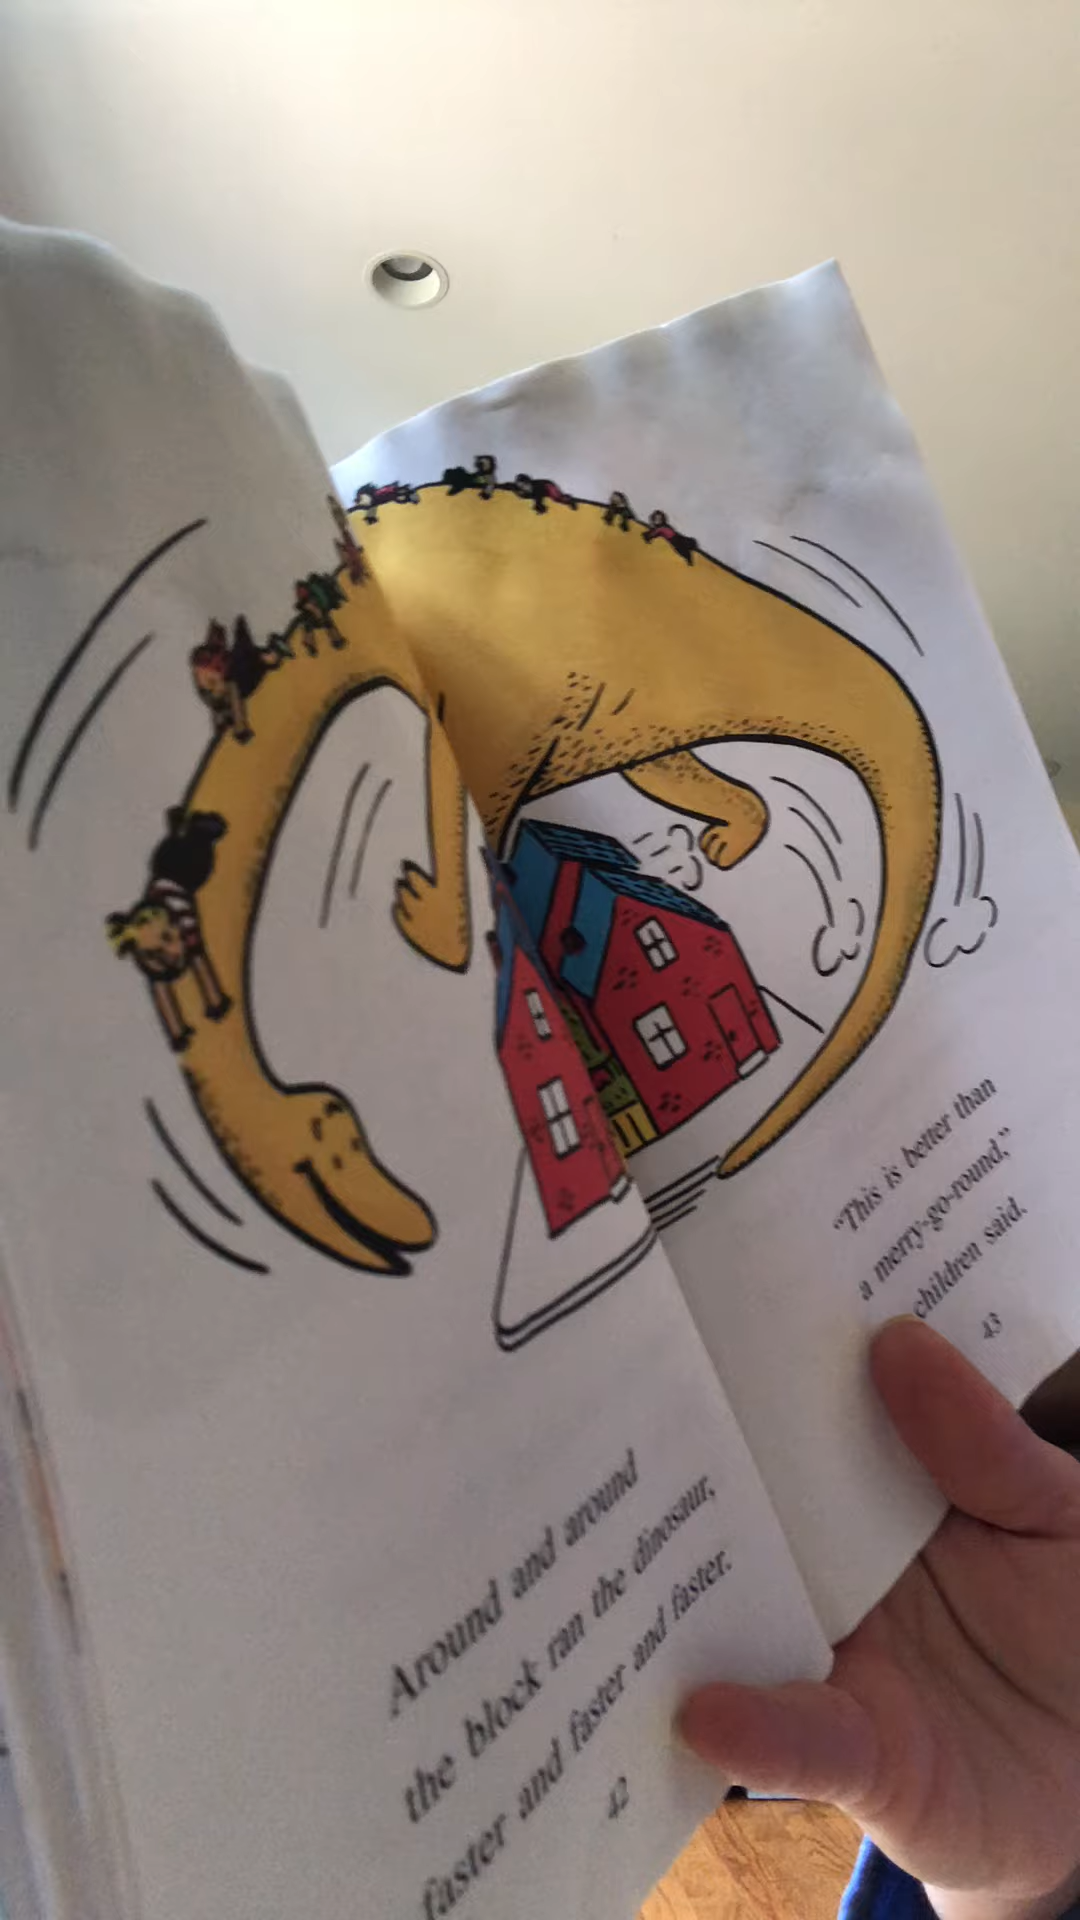 Around and around
the block ran the dinosaur,
faster and faster and faster.
42
"This is better than
a merry-go-round,"
children said.
43